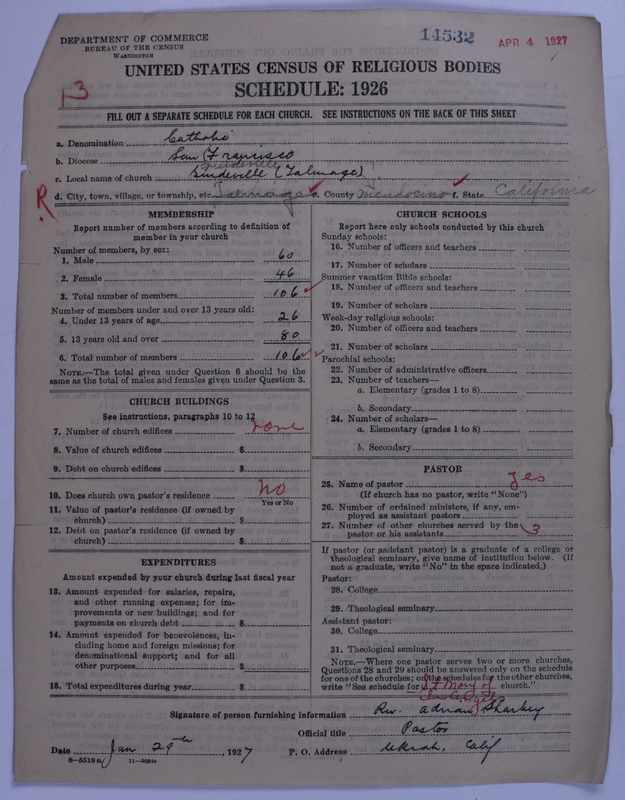 DEPARTMENT OF COMMERCE
BUREAU OF THE CENSUS
WASHINGTON
14532
APR 4 1927
3
UNITED STATES CENSUS OF RELIGIOUS BODIES
SCHEDULE: 1926
FILL OUT A SEPARATE SCHEDULE FOR EACH CHURCH. SEE INSTRUCTIONS ON THE BACK OF THIS SHEET
a. Denomination Catholic
b. Diocese San Francisco
c. Local name of church (Talmage)
R d. City, town, village, or township, etc. Talmage e. County Mendocino f. State California
MEMBERSHIP
Report number of members according to definition of
member in your church
Number of members, by sex:
1. Male 60
2. Female 46
3. Total number of members 106
Number of members under and over 13 years old:
4. Under 13 years of age 26
5. 13 years old and over 80
6. Total number of members 106
NOTE.—The total given under Question 6 should be the
same as the total of males and females given under Question 3.
CHURCH BUILDINGS
See instructions, paragraphs 10 to 12
7. Number of church edifices none
8. Value of church edifices $
9. Debt on church edifices $
10. Does church own pastor's residence No
Yes or No
11. Value of pastor's residence (if owned by
church) $
12. Debt on pastor's residence (if owned by
church) $
EXPENDITURES
Amount expended by your church during last fiscal year
13. Amount expended for salaries, repairs,
and other running expenses; for im-
provements or new buildings; and for
payments on church debt $
14. Amount expended for benevolences, in-
cluding home and foreign missions; for
denominational support; and for all
other purposes $
15. Total expenditures during year $
CHURCH SCHOOLS
Report here only schools conducted by this church
Sunday schools:
16. Number of officers and teachers
17. Number of scholars
Summer vacation Bible schools:
18. Number of officers and teachers
19. Number of scholars
Week-day religious schools:
20. Number of officers and teachers
21. Number of scholars
Parochial schools:
22. Number of administrative officers
23. Number of teachers—
a. Elementary (grades 1 to 8)
b. Secondary
24. Number of scholars—
a. Elementary (grades 1 to 8)
b. Secondary
PASTOR
25. Name of pastor yes
(If church has no pastor, write "None")
26. Number of ordained ministers, if any, em-
ployed as assistant pastors
27. Number of other churches served by the
pastor or his assistants 3
If pastor (or assistant pastor) is a graduate of a college or
theological seminary, give name of institution below. (If
not a graduate, write "No" in the space indicated.)
Pastor:
28. College
29. Theological seminary
Assistant pastor:
30. College
31. Theological seminary
NOTE.—Where one pastor serves two or more churches,
Questions 28 and 29 should be answered only on the schedule
for one of the churches; on the schedules for the other churches,
write "See schedule for St Mary of church."
the Angels
Signature of person furnishing information Rev. Adrian Sharkey
Official title Pastor
Date Jan 29th, 1927 P. O. Address Ukiah, Calif
8—5518a 11—9054a